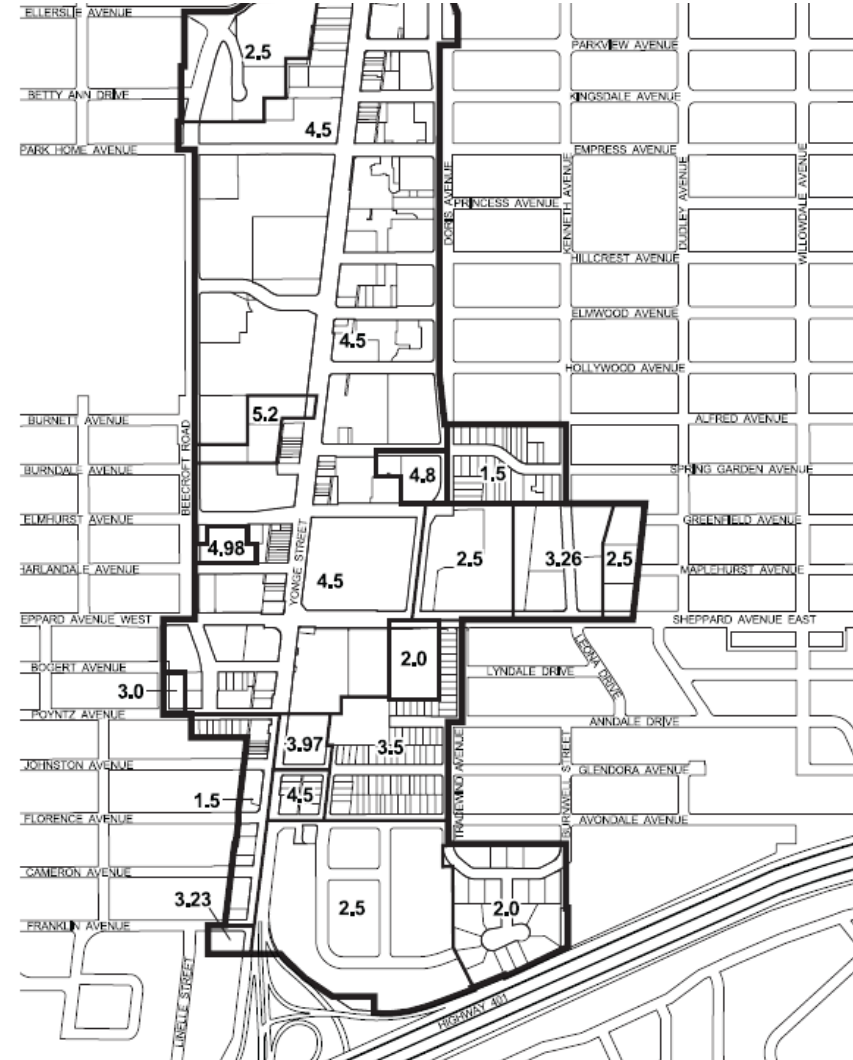 ELLERSLIE AVENUE
2.5
PARKVIEW AVENUE
BETTY ANN DRIVE
KINGSDALE AVENUE
4.5
PARK HOME AVENUE
EMPRESS AVENUE
DORIS AVENUE
PRINCESS AVENUE
KENNETH AVENUE
DUDLEY AVENUE
WILLOWDALE AVENUE
HILLCREST AVENUE
ELMWOOD AVENUE
4.5
HOLLYWOOD AVENUE
5.2
BURNETT AVENUE
ALFRED AVENUE
BEECROFT ROAD
BURNDALE AVENUE
4.8
1.5
SPRING GARDEN AVENUE
ELMHURST AVENUE
GREENFIELD AVENUE
YONGE STREET
4.98
2.5
3.26
2.5
HARLANDALE AVENUE
4.5
MAPLEHURST AVENUE
EPPARD AVENUE WEST
SHEPPARD AVENUE EAST
2.0
BOGERT AVENUE
LEONA DRIVE
LYNDALE DRIVE
3.0
POYNTZ AVENUE
ANNDALE DRIVE
3.97
3.5
TRADEWIND AVENUE
BURNWELL STREET
JOHNSTON AVENUE
GLENDORA AVENUE
1.5
4.5
FLORENCE AVENUE
AVONDALE AVENUE
CAMERON AVENUE
3.23
2.5
2.0
FRANKLIN AVENUE
LINELLE STREET
HIGHWAY 401